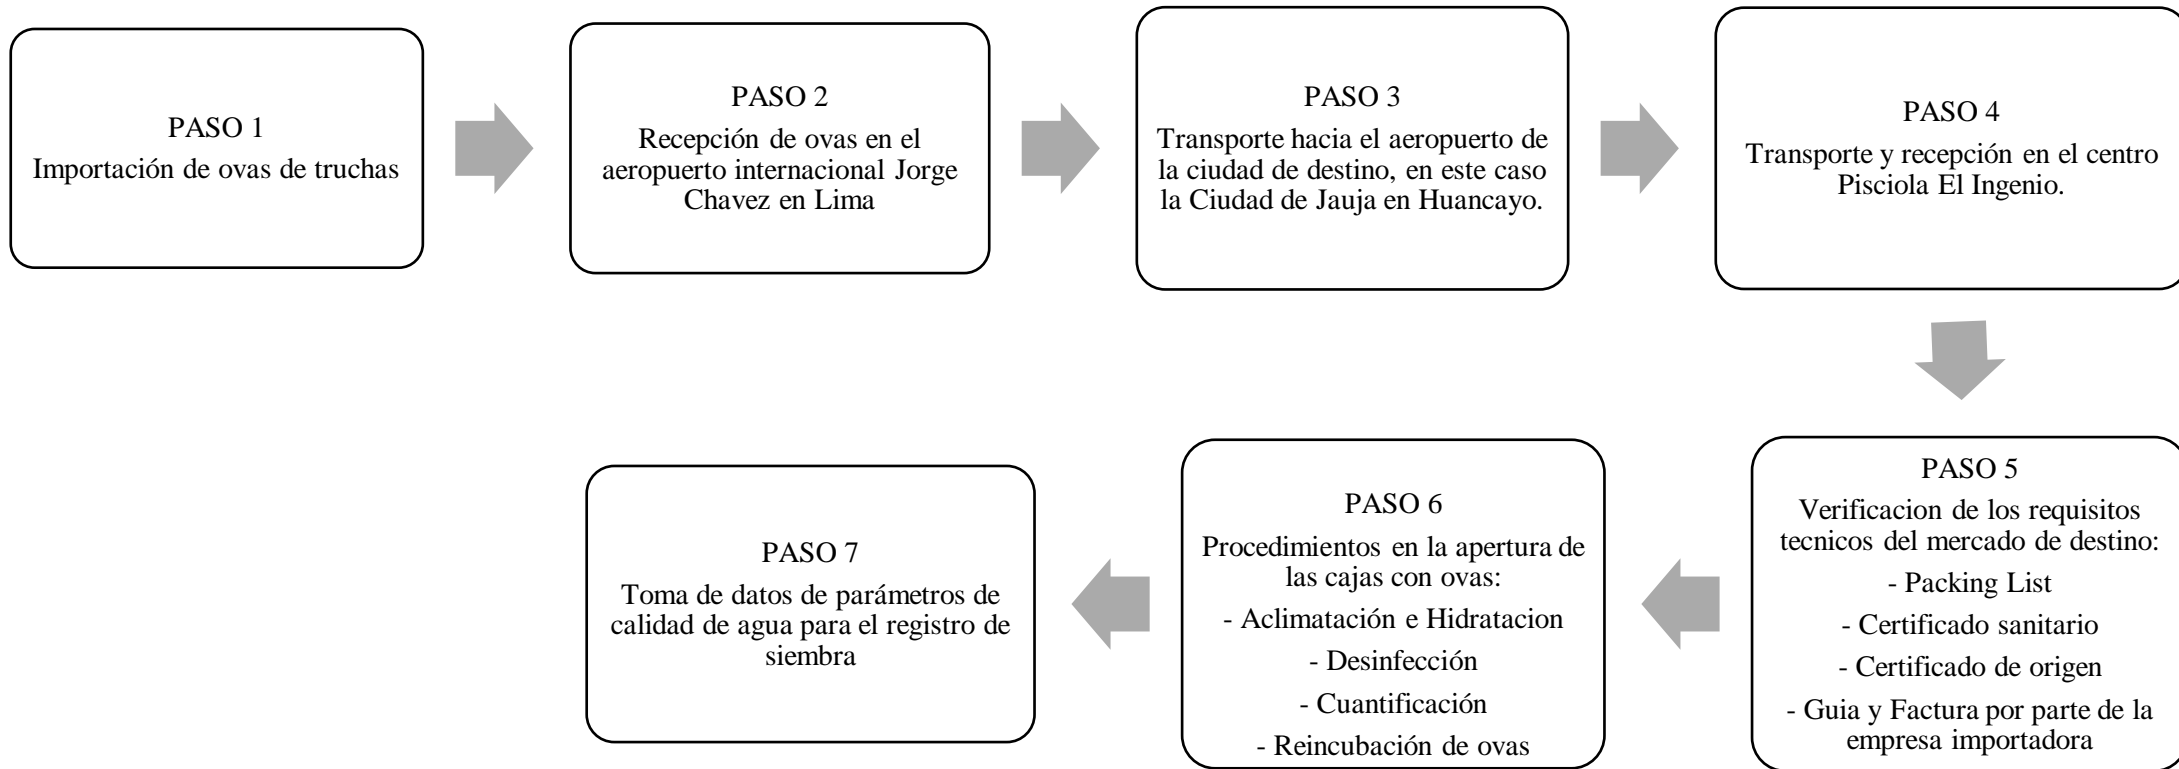 PASO 1
Importación de ovas de truchas
PASO 2
Recepción de ovas en el
aeropuerto internacional Jorge
Chavez en Lima
PASO 3
Transporte hacia el aeropuerto de
la ciudad de destino, en este caso
la Ciudad de Jauja en Huancayo.
PASO 4
Transporte y recepción en el centro
Pisciola El Ingenio.
PASO 5
Verificacion de los requisitos
tecnicos del mercado de destino:
- Packing List
- Certificado sanitario
- Certificado de origen
- Guia y Factura por parte de la
empresa importadora
PASO 6
Procedimientos en la apertura de
las cajas con ovas:
- Aclimatación e Hidratacion
- Desinfección
- Cuantificación
- Reincubación de ovas
PASO 7
Toma de datos de parámetros de
calidad de agua para el registro de
siembra